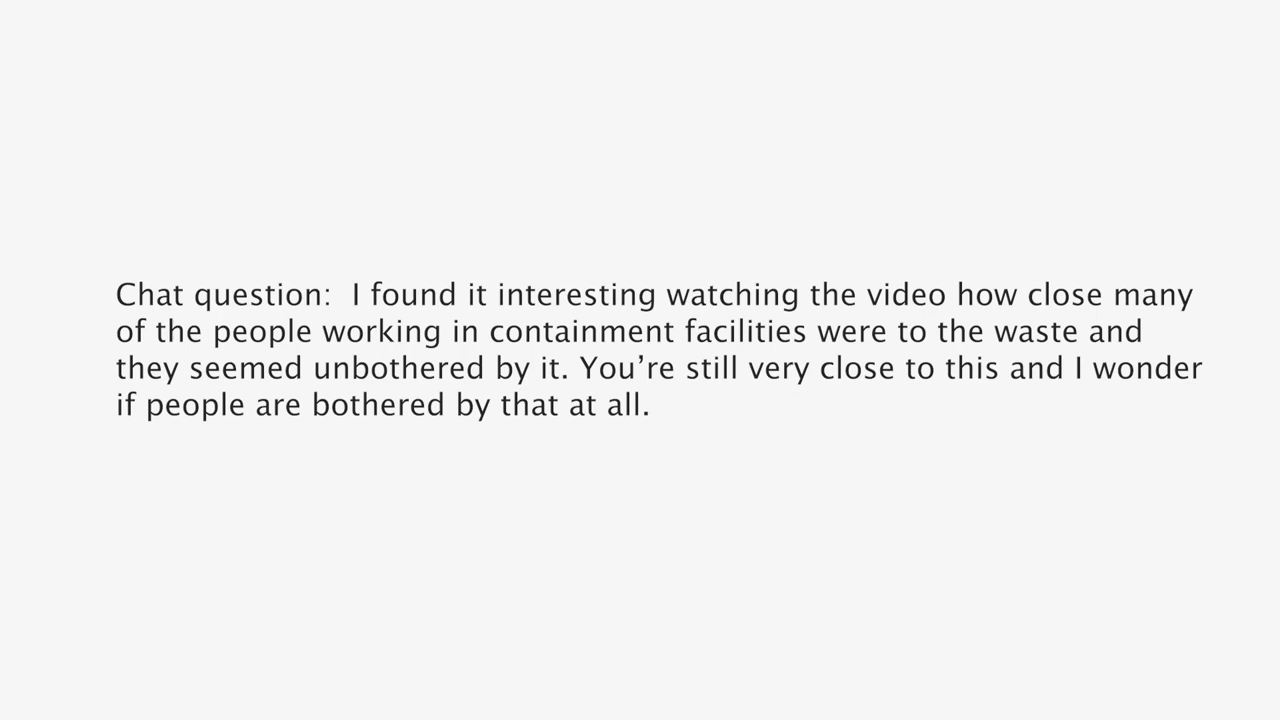 Chat question:  I found it interesting watching the video how close many
of the people working in containment facilities were to the waste and
they seemed unbothered by it. You’re still very close to this and I wonder
if people are bothered by that at all.